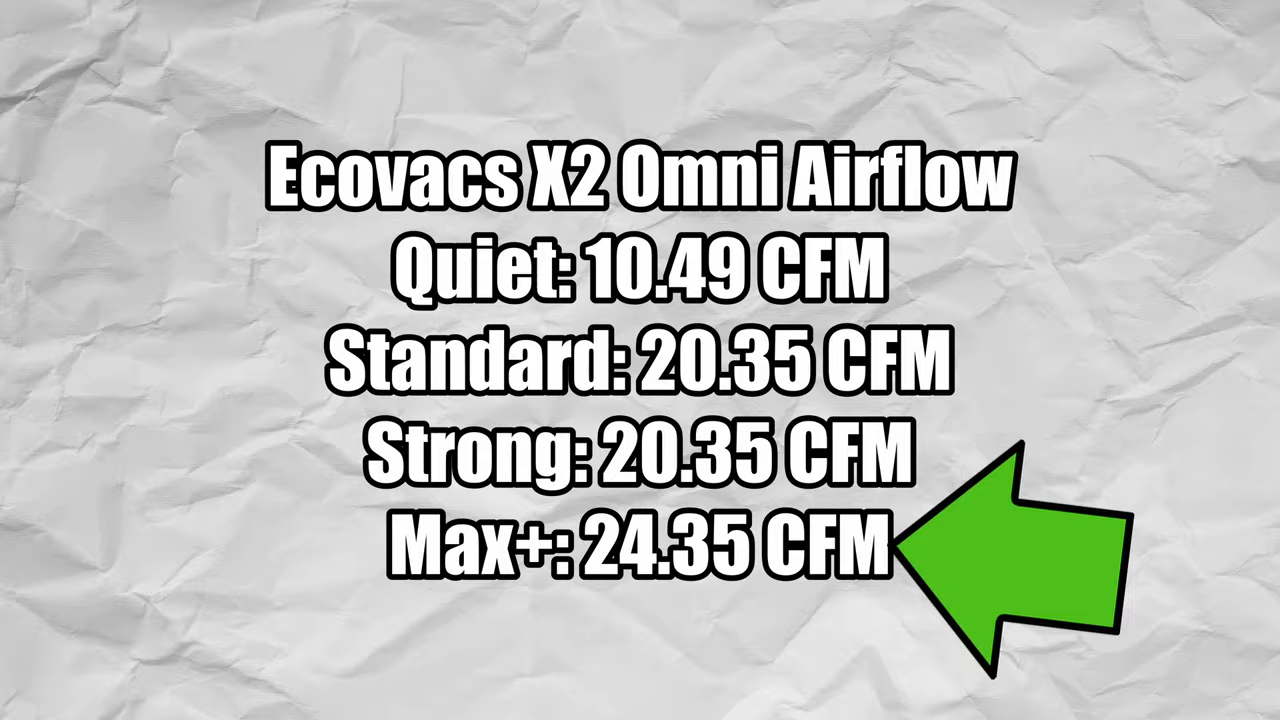 Ecovacs X2 Omni Airflow
Quiet: 10.49 CFM
Standard: 20.35 CFM
Strong: 20.35 CFM
Max+: 24.35 CFM